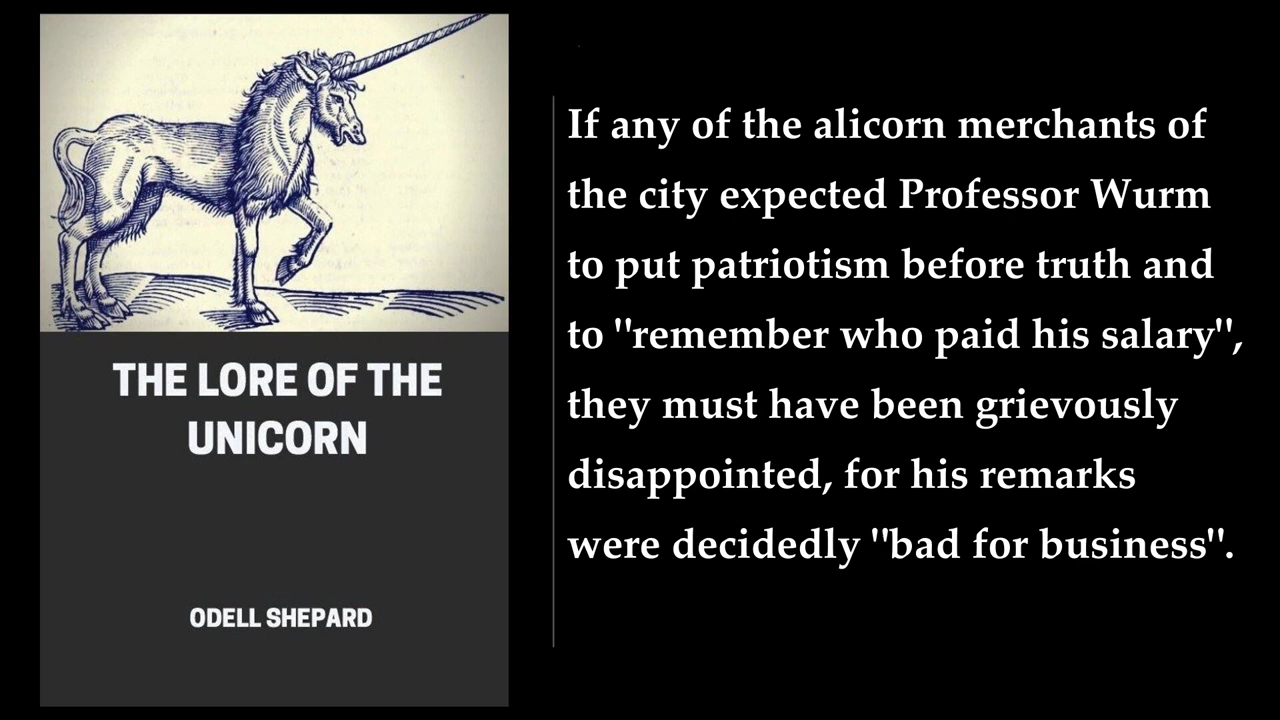 THE LORE OF THE
UNICORN
ODELL SHEPARD
If any of the alicorn merchants of
the city expected Professor Wurm
to put patriotism before truth and
to "remember who paid his salary",
they must have been grievously
disappointed, for his remarks
were decidedly "bad for business".